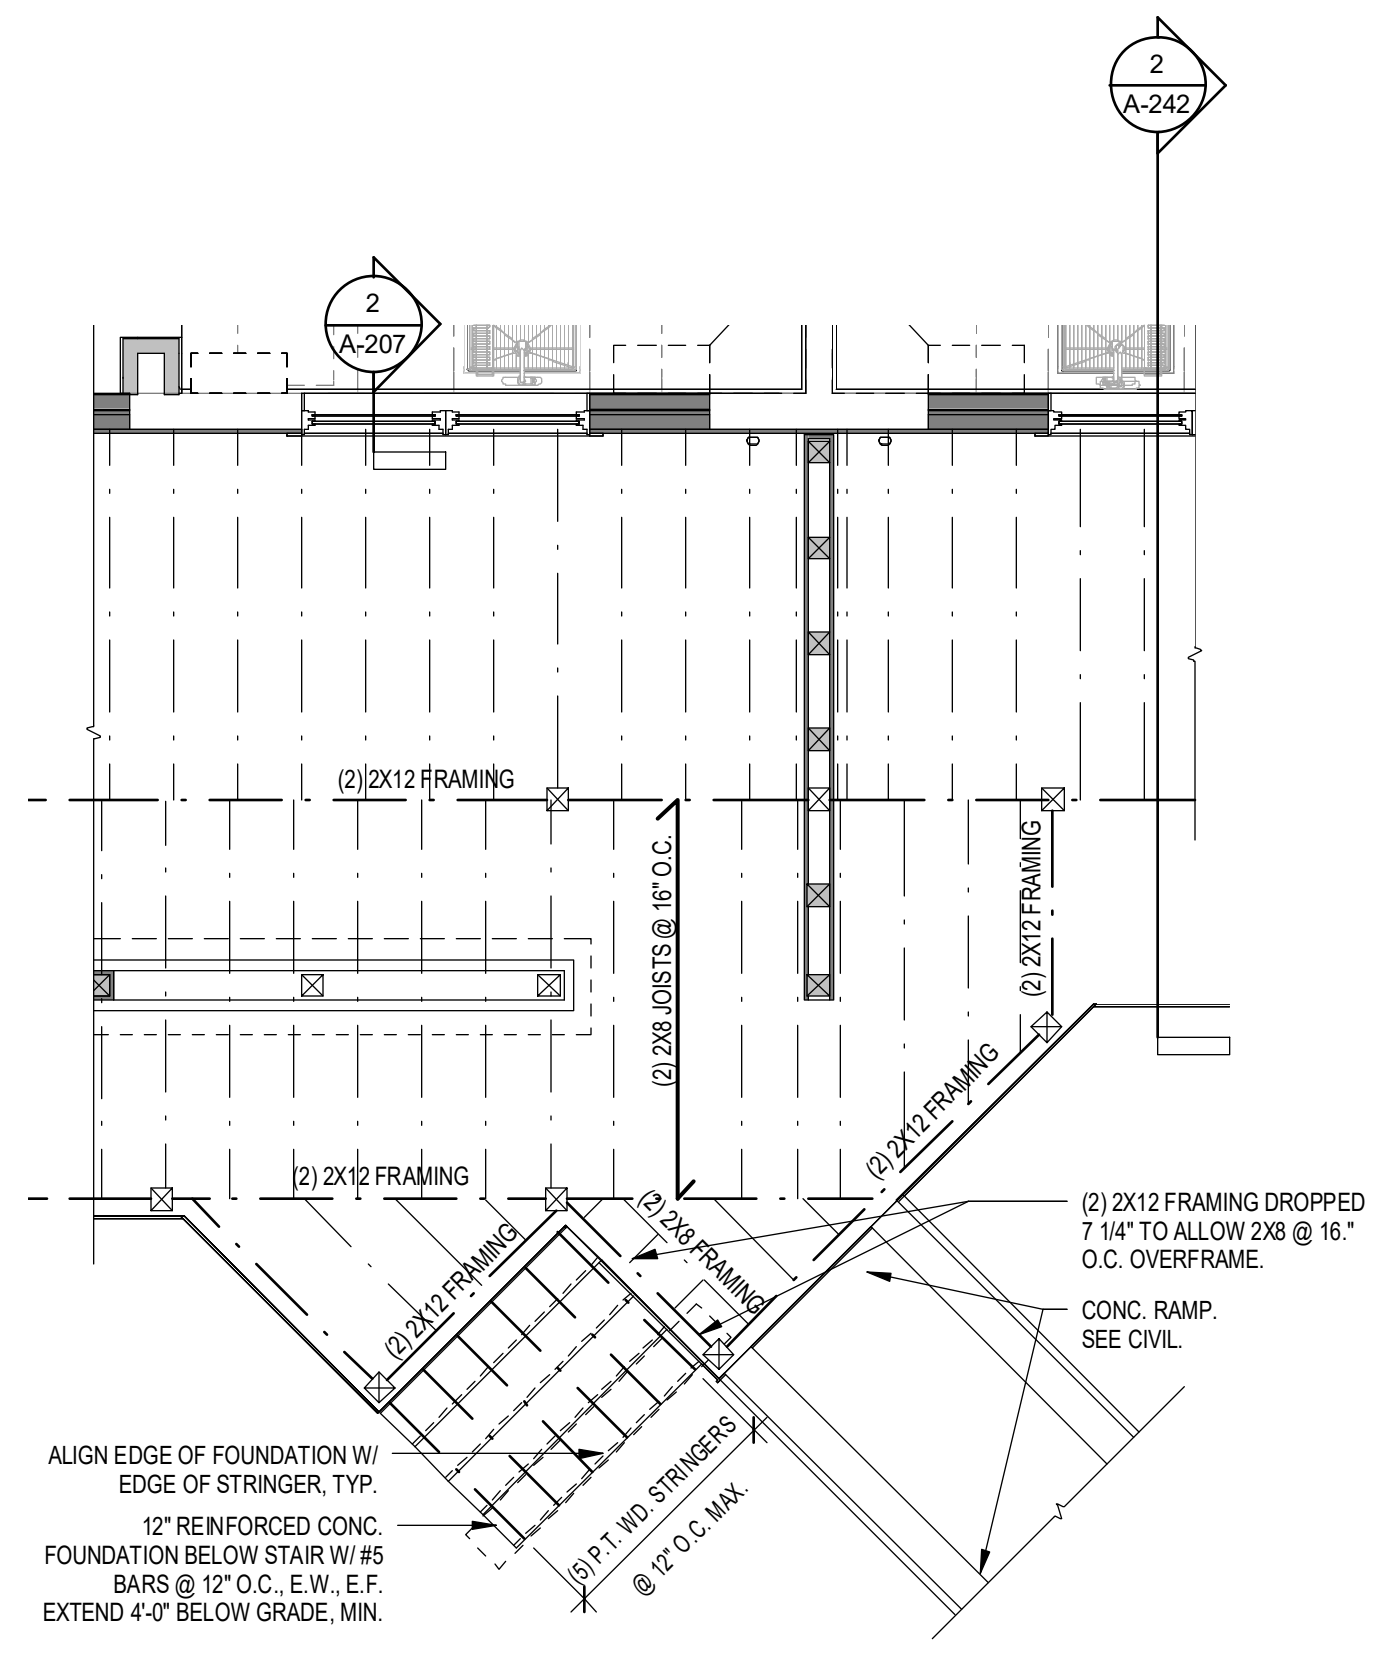 2
A-242
2
A-207
(2) 2X12 FRAMING
(2) 2X8 JOISTS @ 16" O.C.
(2) 2X12 FRAMING
(2) 2X12 FRAMING
(2) 2X12 FRAMING
(2) 2X12 FRAMING
(2) 2X8 FRAMING
(2) 2X12 FRAMING DROPPED
7 1/4" TO ALLOW 2X8 @ 16."
O.C. OVERFRAME.
CONC. RAMP.
SEE CIVIL.
ALIGN EDGE OF FOUNDATION W/
EDGE OF STRINGER, TYP.
12" REINFORCED CONC.
FOUNDATION BELOW STAIR W/ #5
BARS @ 12" O.C., E.W., E.F.
EXTEND 4'-0" BELOW GRADE, MIN.
(5) P.T. WD. STRINGERS
@ 12" O.C. MAX.